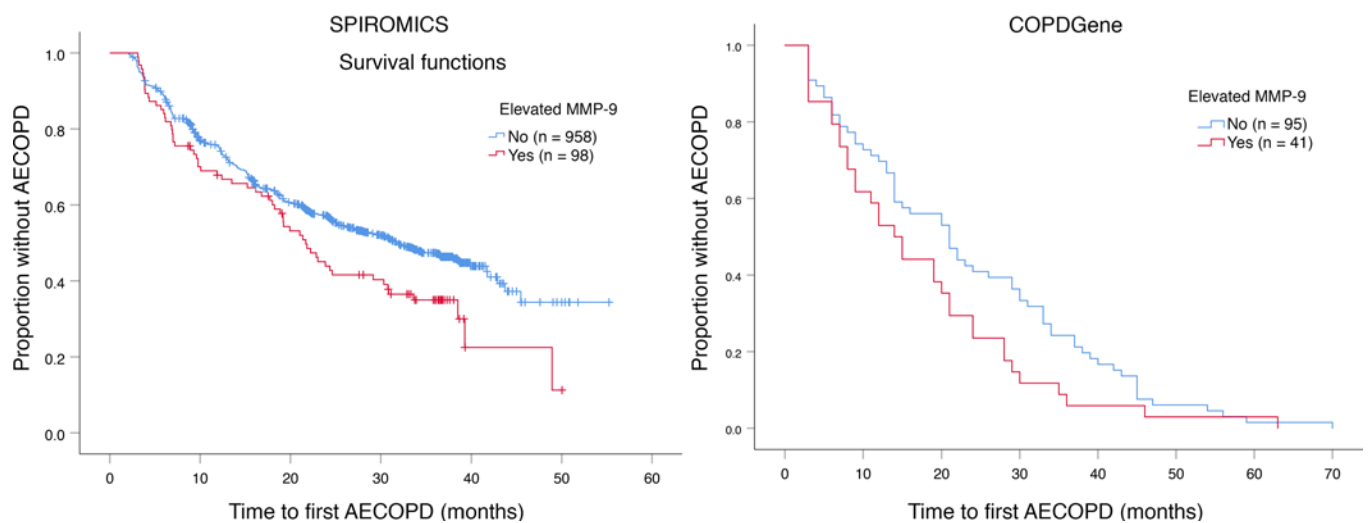 SPIROMICS
Survival functions
Elevated MMP-9
No (n = 958)
Yes (n = 98)
Proportion without AECOPD
1.0
0.8
0.6
0.4
0.2
0.0
0 10 20 30 40 50 60
Time to first AECOPD (months)
COPDGene
Elevated MMP-9
No (n = 95)
Yes (n = 41)
Proportion without AECOPD
1.0
0.8
0.6
0.4
0.2
0.0
0 10 20 30 40 50 60 70
Time to first AECOPD (months)